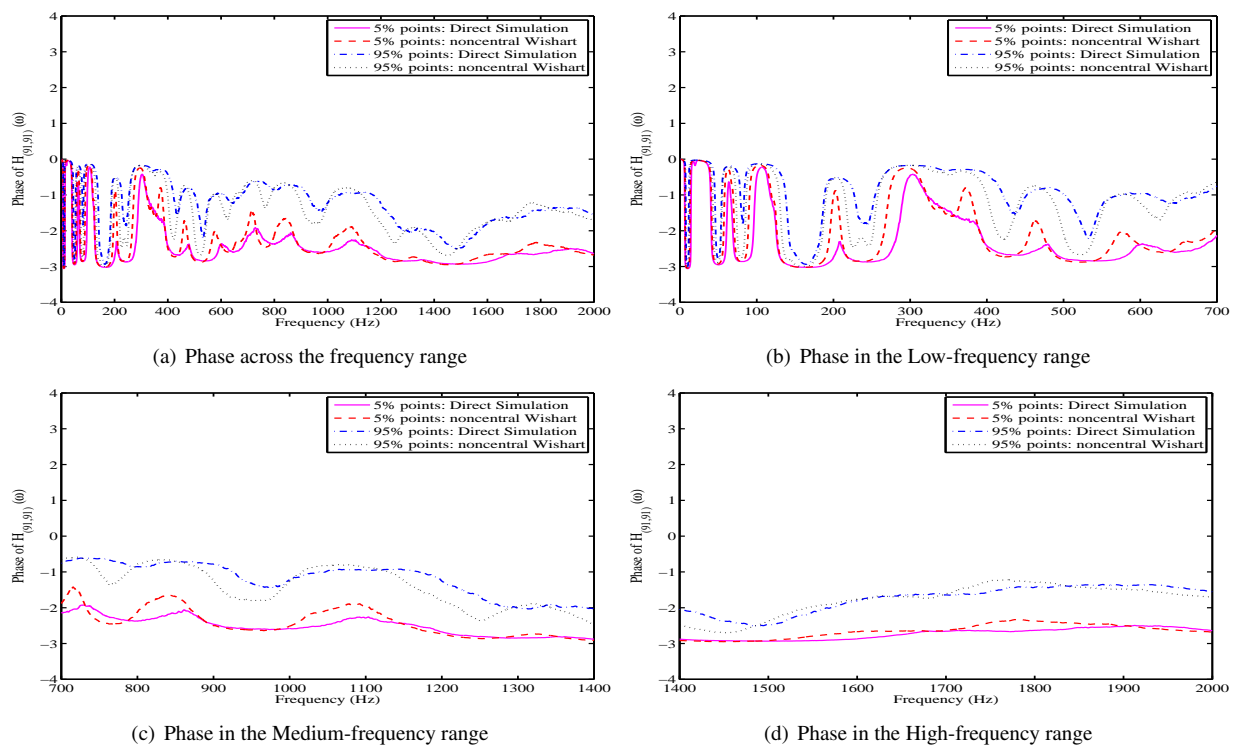 4
3
2
1
0
−1
−2
−3
−4
0 200 400 600 800 1000 1200 1400 1600 1800 2000
Frequency (Hz)
Phase of H(91,91) (ω)
5% points: Direct Simulation
5% points: noncentral Wishart
95% points: Direct Simulation
95% points: noncentral Wishart
(a) Phase across the frequency range
4
3
2
1
0
−1
−2
−3
−4
0 100 200 300 400 500 600 700
Frequency (Hz)
Phase of H(91,91) (ω)
5% points: Direct Simulation
5% points: noncentral Wishart
95% points: Direct Simulation
95% points: noncentral Wishart
(b) Phase in the Low-frequency range
4
3
2
1
0
−1
−2
−3
−4
700 800 900 1000 1100 1200 1300 1400
Frequency (Hz)
Phase of H(91,91) (ω)
5% points: Direct Simulation
5% points: noncentral Wishart
95% points: Direct Simulation
95% points: noncentral Wishart
(c) Phase in the Medium-frequency range
4
3
2
1
0
−1
−2
−3
−4
1400 1500 1600 1700 1800 1900 2000
Frequency (Hz)
Phase of H(91,91) (ω)
5% points: Direct Simulation
5% points: noncentral Wishart
95% points: Direct Simulation
95% points: noncentral Wishart
(d) Phase in the High-frequency range